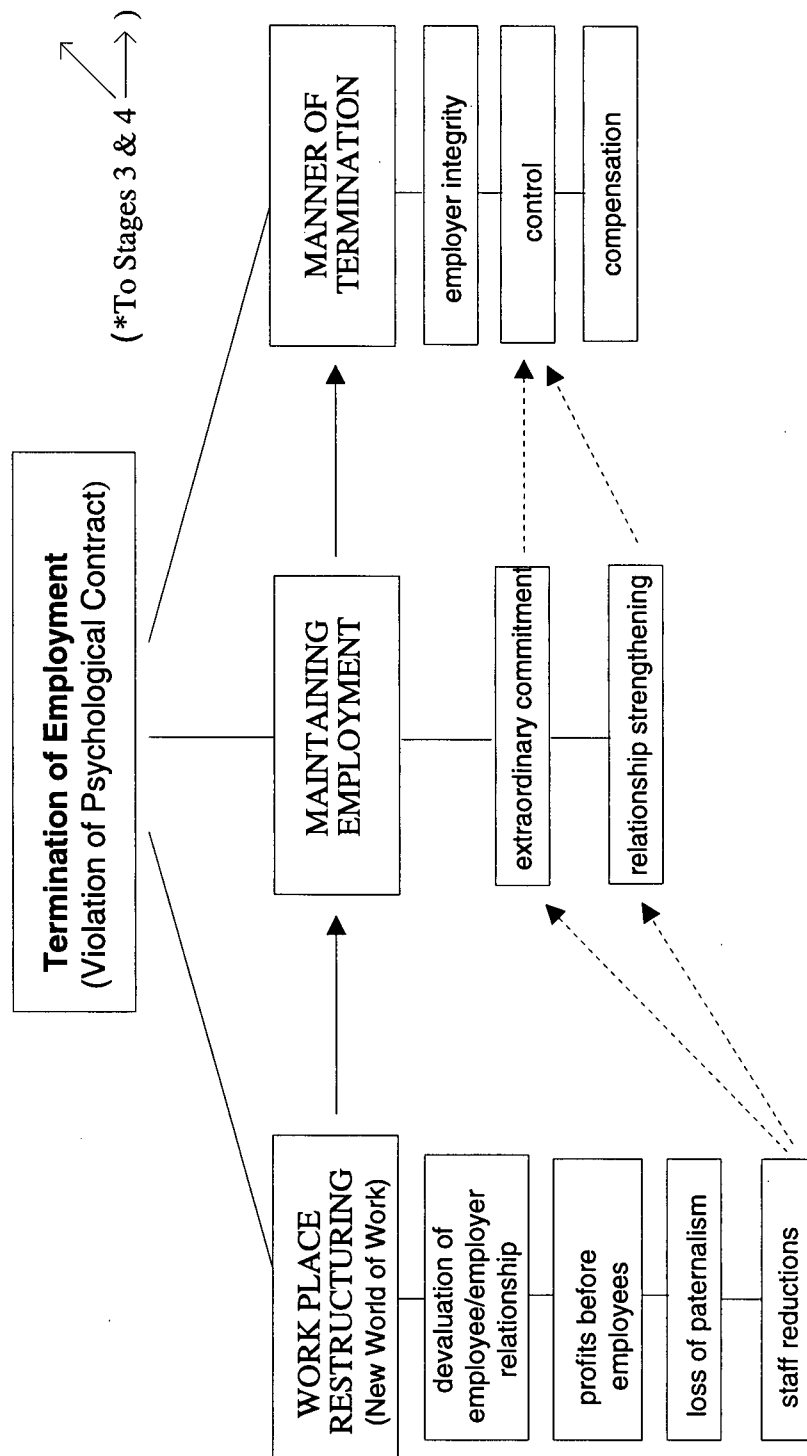 Termination of Employment
(Violation of Psychological Contract)
(*To Stages 3 & 4 )
WORK PLACE
RESTRUCTURING
(New World of Work)
devaluation of
employee/employer
relationship
profits before
employees
loss of paternalism
staff reductions
MAINTAINING
EMPLOYMENT
extraordinary commitment
relationship strengthening
MANNER OF
TERMINATION
employer integrity
control
compensation